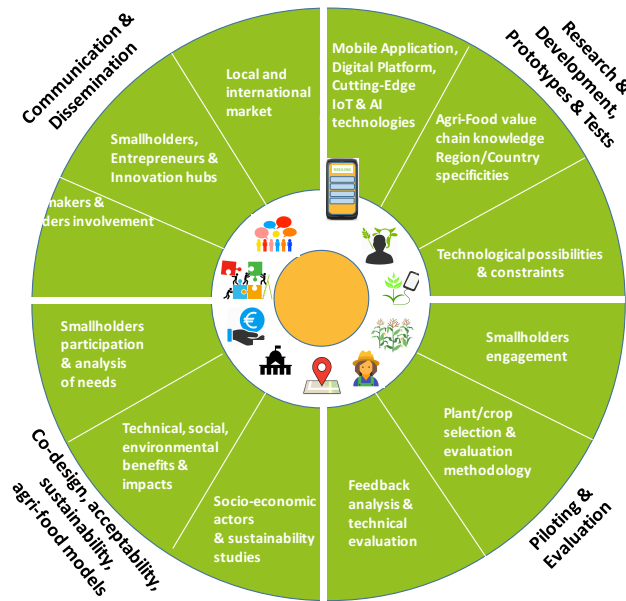 Communication &
Dissemination
Research &
Development,
Prototypes & Tests
Local and
international
market
Mobile Application,
Digital Platform,
Cutting-Edge
IoT & AI
technologies
Smallholders,
Entrepreneurs &
Innovation hubs
Agri-Food value
chain knowledge
Region/Country
specificities
makers &
ders involvement
Technological possibilities
& constraints
Smallholders
participation
& analysis
of needs
Smallholders
engagement
Technical, social,
environmental
benefits &
impacts
Plant/crop
selection &
evaluation
methodology
Socio-economic
actors
& sustainability
studies
Feedback
analysis &
technical
evaluation
Co-design, acceptability,
sustainability,
agri-food models
Piloting &
Evaluation